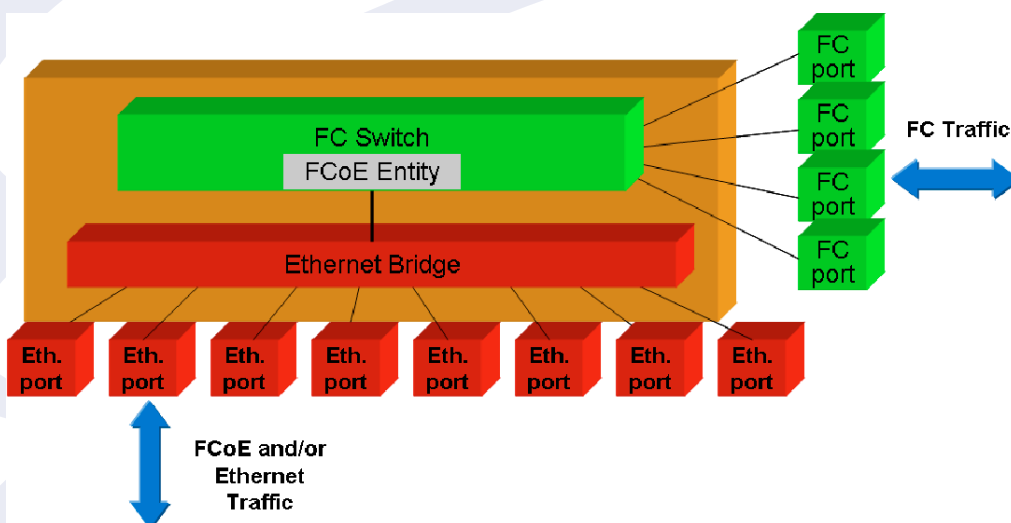 FC
port
FC
port
FC
port
FC
port
FC Traffic
FC Switch
FCoE Entity
Ethernet Bridge
Eth.
port
Eth.
port
Eth.
port
Eth.
port
Eth.
port
Eth.
port
Eth.
port
Eth.
port
FCoE and/or
Ethernet
Traffic